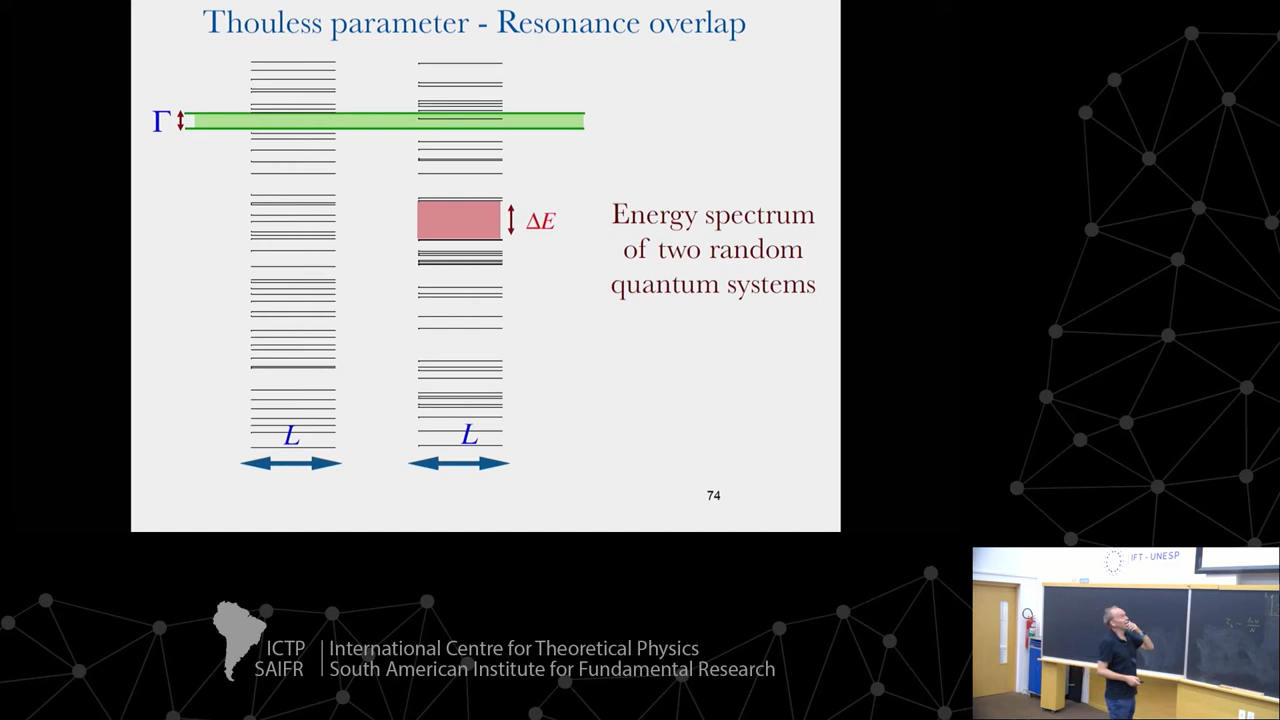 Thouless parameter - Resonance overlap
Γ
ΔE
Energy spectrum
of two random
quantum systems
L
L
74
IFT - UNESP
ICTP
SAIFR
International Centre for Theoretical Physics
South American Institute for Fundamental Research